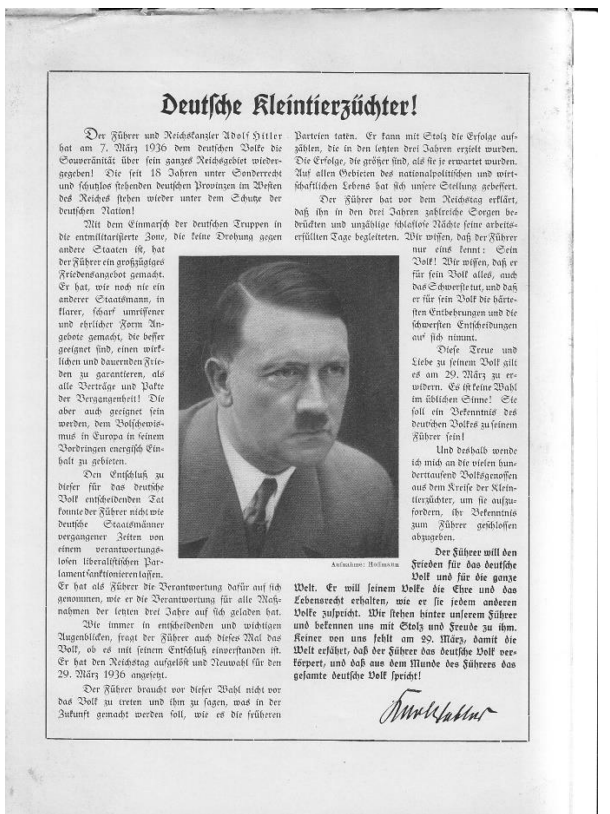 Deutsche Kleintierzüchter!
Der Führer und Reichskanzler Adolf Hitler
hat am 7. März 1936 dem deutschen Volke die
Souveränität über sein ganzes Reichsgebiet wieder-
gegeben! Die seit 18 Jahren unter Sonderrecht
und schutzlos stehenden deutschen Provinzen im Westen
des Reiches stehen wieder unter dem Schutze der
deutschen Nation!
Mit dem Einmarsch der deutschen Truppen in
die entmilitarisierte Zone, die keine Drohung gegen
andere Staaten ist, hat
der Führer ein großzügiges
Friedensangebot gemacht.
Er hat, wie noch nie ein
anderer Staatsmann, in
klarer, scharf umrissener
und ehrlicher Form An-
gebote gemacht, die besser
geeignet sind, einen wirk-
lichen und dauernden Frie-
den zu garantieren, als
alle Verträge und Pakte
der Vergangenheit! Die
aber auch geeignet sein
werden, dem Bolschewis-
mus in Europa in seinem
Vordringen energisch Ein-
halt zu gebieten.
Den Entschluß zu
dieser für das deutsche
Volk entscheidenden Tat
konnte der Führer nicht wie
deutsche Staatsmänner
vergangener Zeiten von
einem verantwortungs-
losen liberalistischen Par-
lament sanktionieren lassen.
Er hat als Führer die Verantwortung dafür auf sich
genommen, wie er die Verantwortung für alle Maß-
nahmen der letzten drei Jahre auf sich geladen hat.
Wie immer in entscheidenden und wichtigen
Augenblicken, fragt der Führer auch dieses Mal das
Volk, ob es mit seinem Entschluß einverstanden ist.
Er hat den Reichstag aufgelöst und Neuwahl für den
29. März 1936 angesetzt.
Der Führer braucht vor dieser Wahl nicht vor
das Volk zu treten und ihm zu sagen, was in der
Zukunft gemacht werden soll, wie es die früheren
Parteien taten. Er kann mit Stolz die Erfolge auf-
zählen, die in den letzten drei Jahren erzielt wurden.
Die Erfolge, die größer sind, als sie je erwartet wurden.
Auf allen Gebieten des nationalpolitischen und wirt-
schaftlichen Lebens hat sich unsere Stellung gebessert.
Der Führer hat vor dem Reichstag erklärt,
daß ihn in den drei Jahren zahlreiche Sorgen be-
drückten und unzählige schlaflose Nächte seine arbeits-
erfüllten Tage begleiteten. Wir wissen, daß der Führer
nur eins kennt: Sein
Volk! Wir wissen, daß er
für sein Volk alles, auch
das Schwerste tut, und daß
er für sein Volk die härte-
sten Entbehrungen und die
schwersten Entscheidungen
auf sich nimmt.
Diese Treue und
Liebe zu seinem Volk gilt
es am 29. März zu er-
widern. Es ist keine Wahl
im üblichen Sinne! Sie
soll ein Bekenntnis des
deutschen Volkes zu seinem
Führer sein!
Und deshalb wende
ich mich an die vielen hun-
derttausend Volksgenossen
aus dem Kreise der Klein-
tierzüchter, um sie aufzu-
fordern, ihr Bekenntnis
zum Führer geschlossen
abzugeben.
Der Führer will den
Frieden für das deutsche
Volk und für die ganze
Welt. Er will seinem Volke die Ehre und das
Lebensrecht erhalten, wie er sie jedem anderen
Volke zuspricht. Wir stehen hinter unserem Führer
und bekennen uns mit Stolz und Freude zu ihm.
Keiner von uns fehlt am 29. März, damit die
Welt erfährt, daß der Führer das deutsche Volk ver-
körpert, und daß aus dem Munde des Führers das
gesamte deutsche Volk spricht!
Aufnahme: Hoffmann